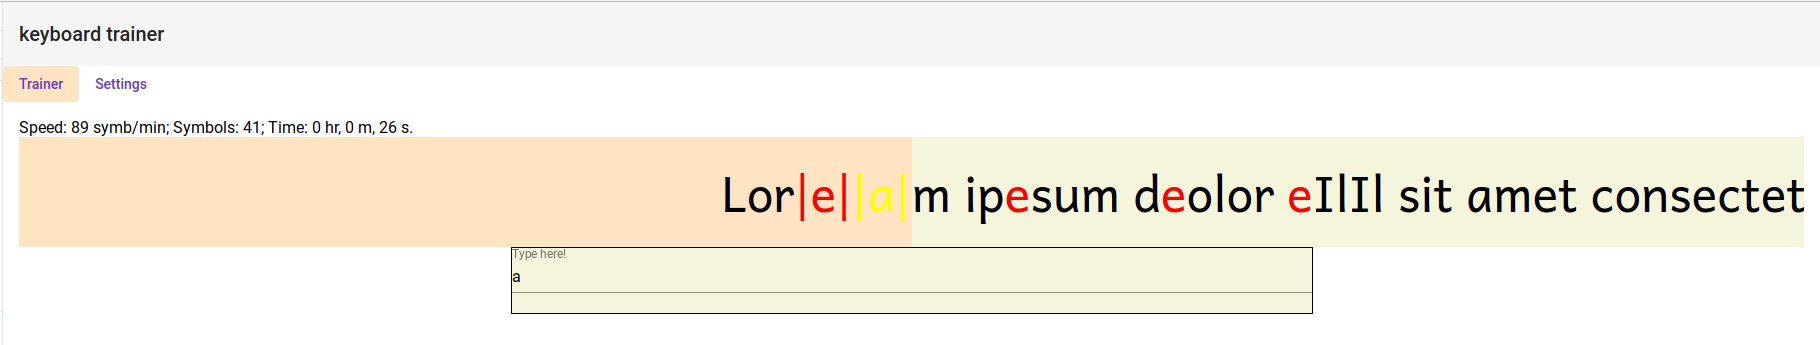 keyboard trainer
Trainer Settings
Speed: 89 symb/min; Symbols: 41; Time: 0 hr, 0 m, 26 s.
Lor|e||a|m ipesum deolor eIlIl sit amet consectet
Type here!
a